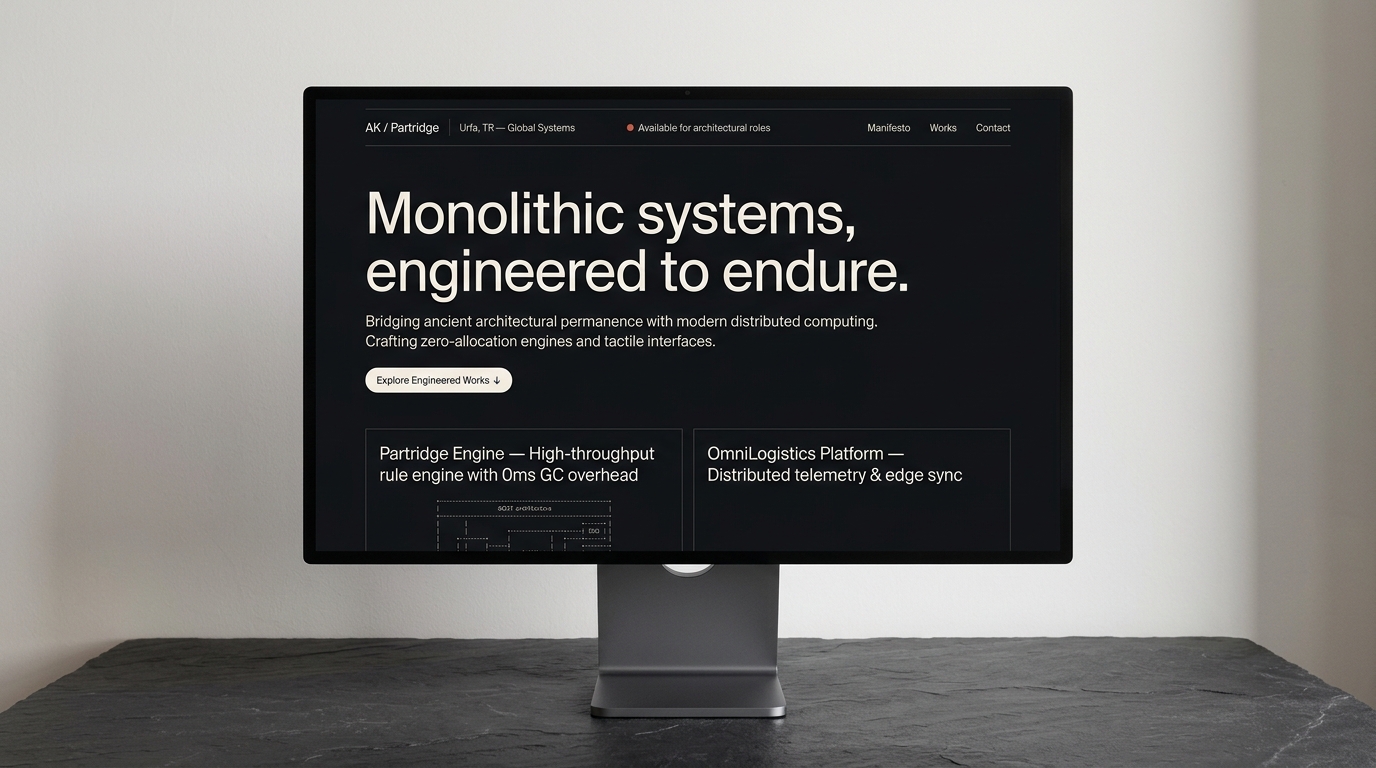 AK / Partridge
Urfa, TR — Global Systems
Available for architectural roles
Manifesto
Works
Contact
Monolithic systems,
engineered to endure.
Bridging ancient architectural permanence with modern distributed computing.
Crafting zero-allocation engines and tactile interfaces.
Explore Engineered Works ↓
Partridge Engine — High-throughput
rule engine with 0ms GC overhead
OmniLogistics Platform —
Distributed telemetry & edge sync